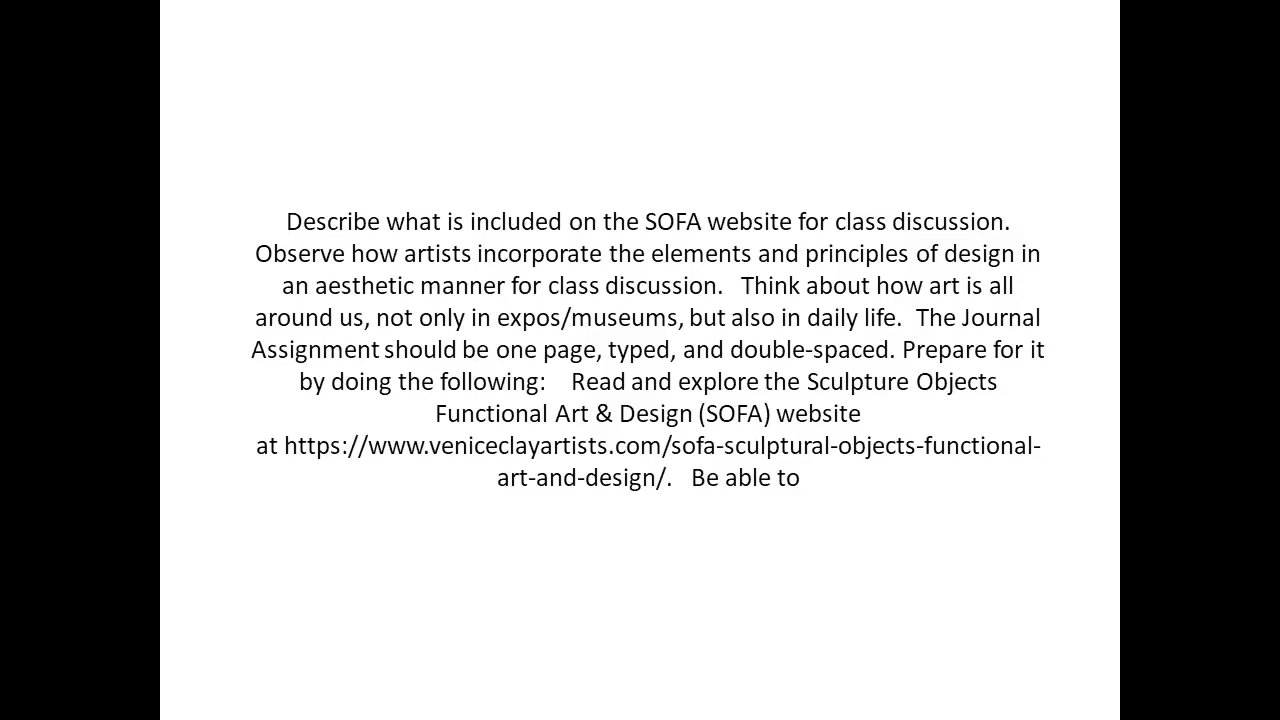 Describe what is included on the SOFA website for class discussion.
Observe how artists incorporate the elements and principles of design in
an aesthetic manner for class discussion.   Think about how art is all
around us, not only in expos/museums, but also in daily life.  The Journal
Assignment should be one page, typed, and double-spaced. Prepare for it
by doing the following:    Read and explore the Sculpture Objects
Functional Art & Design (SOFA) website
at https://www.veniceclayartists.com/sofa-sculptural-objects-functional-
art-and-design/.   Be able to